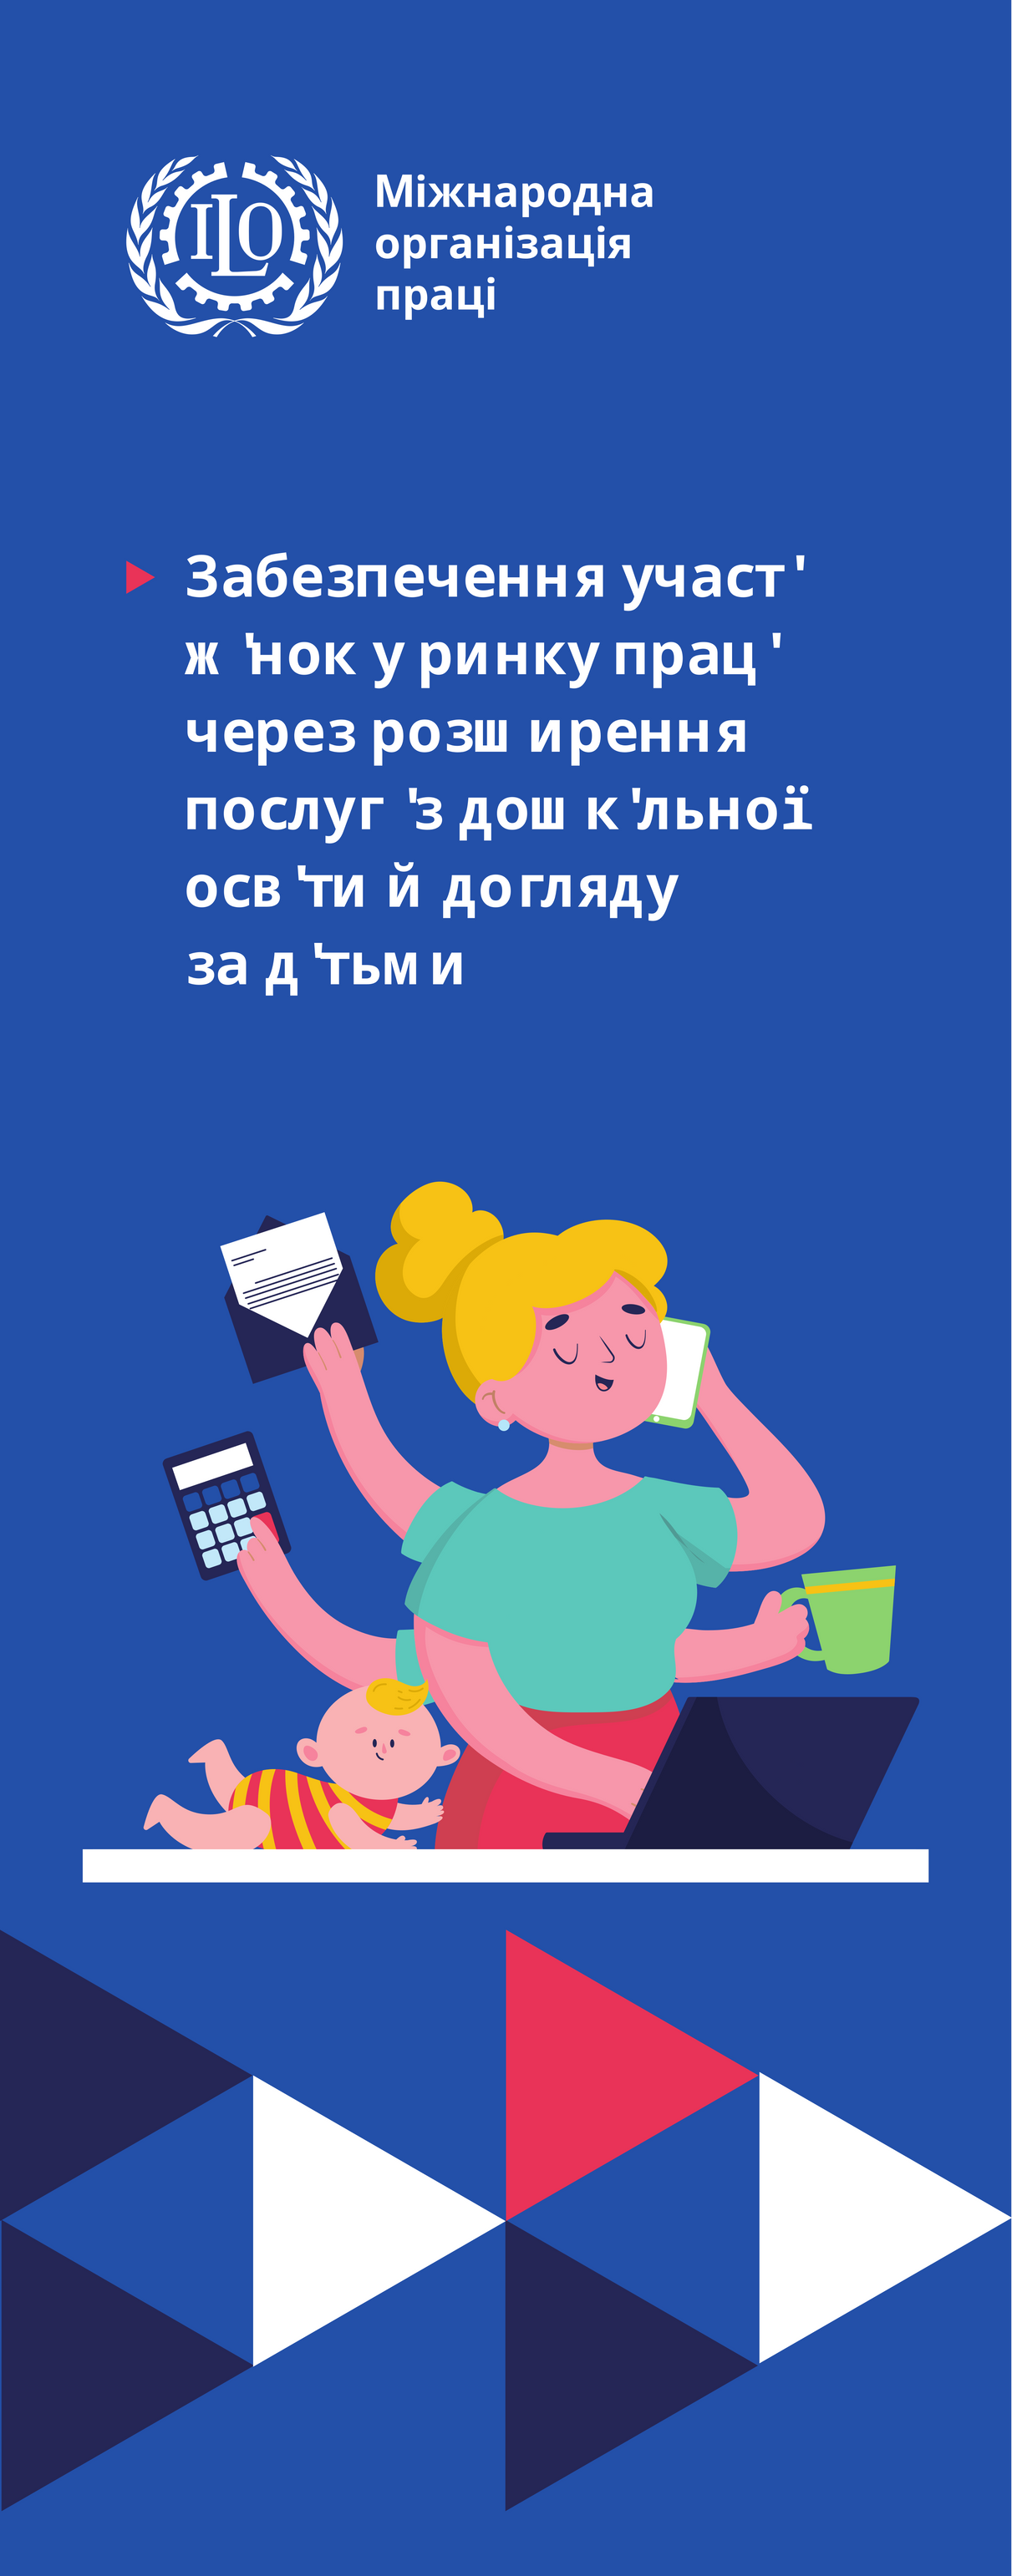 ILO
Міжнародна
організація
праці
Забезпечення участ'
ж 'нок у ринку прац'
через розш ирення
послуг 'з дош к'льної
осв'ти й догляду
за д'тьм и